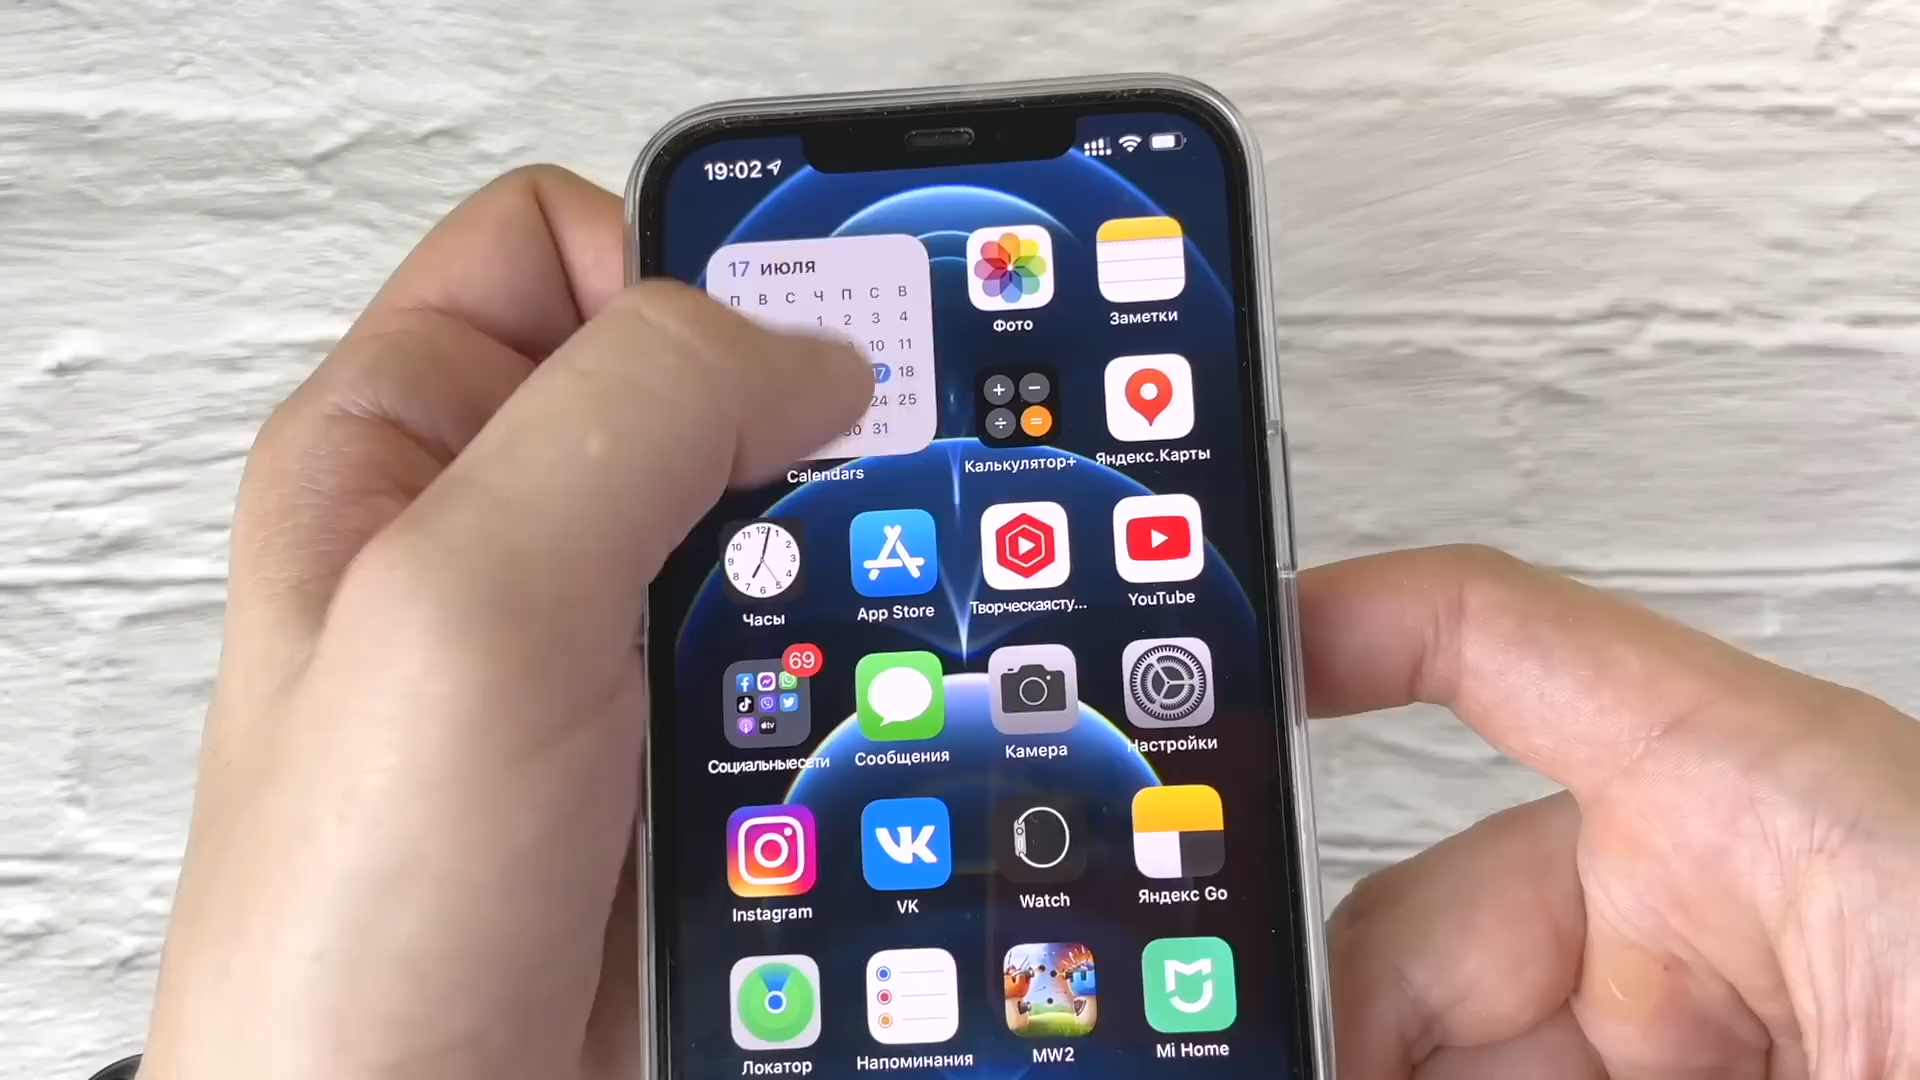 19:02
17 июля
П В С Ч П С В
1 2 3 4
10 11
17 18
24 25
30 31
Calendars
Фото
Заметки
Калькулятор+
Яндекс.Карты
Часы
App Store
Творческаясту...
YouTube
69
Социальныесети
Сообщения
Камера
Настройки
Instagram
VK
Watch
Яндекс Go
Локатор
Напоминания
MW2
Mi Home